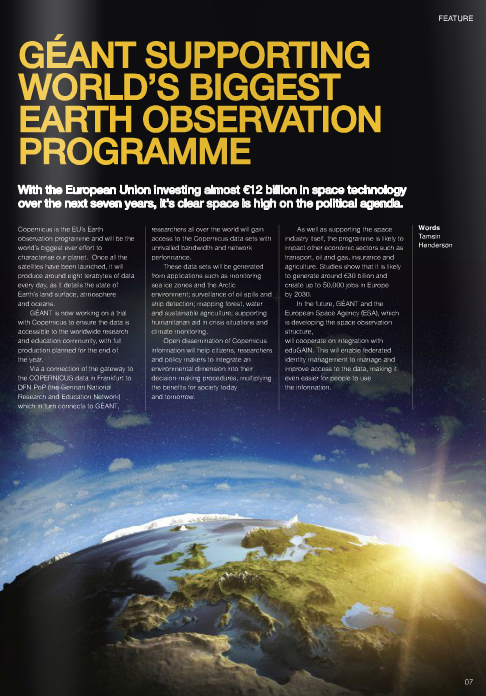 FEATURE
GÉANT SUPPORTING
WORLD'S BIGGEST
EARTH OBSERVATION
PROGRAMME
With the European Union investing almost €12 billion in space technology
over the next seven years, it's clear space is high on the political agenda.
Copernicus is the EU's Earth
observation programme and will be the
world's biggest ever effort to
characterise our planet. Once all the
satellites have been launched, it will
produce around eight terabytes of data
every day, as it details the state of
Earth's land surface, atmosphere
and oceans.
GÉANT is now working on a trial
with Copernicus to ensure the data is
accessible to the worldwide research
and education community, with full
production planned for the end of
the year.
Via a connection of the gateway to
the COPERNICUS data in Frankfurt to
DFN PoP (the German National
Research and Education Network)
which in turn connects to GÉANT,
researchers all over the world will gain
access to the Copernicus data sets with
unrivalled bandwidth and network
performance.
These data sets will be generated
from applications such as monitoring
sea ice zones and the Arctic
environment; surveillance of oil spills and
ship detection; mapping forest, water
and sustainable agriculture; supporting
humanitarian aid in crisis situations and
climate monitoring.
Open dissemination of Copernicus
information will help citizens, researchers
and policy makers to integrate an
environmental dimension into their
decision-making procedures, multiplying
the benefits for society today
and tomorrow.
As well as supporting the space
industry itself, the programme is likely to
impact other economic sectors such as
transport, oil and gas, insurance and
agriculture. Studies show that it is likely
to generate around €30 billion and
create up to 50,000 jobs in Europe
by 2030.
In the future, GÉANT and the
European Space Agency (ESA), which
is developing the space observation
structure,
will cooperate on integration with
eduGAIN. This will enable federated
identity management to manage and
improve access to the data, making it
even easier for people to use
the information.
Words
Tamsin
Henderson
07